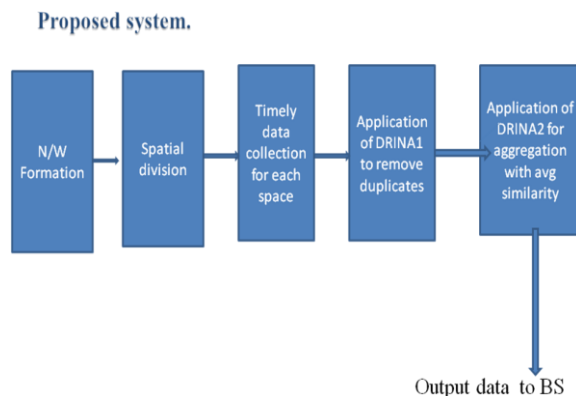 Proposed system.
N/W
Formation
Spatial
division
Timely
data
collection
for each
space
Application
of DRINA1
to remove
duplicates
Application
of DRINA2 for
aggregation
with avg
similarity
Output data to BS